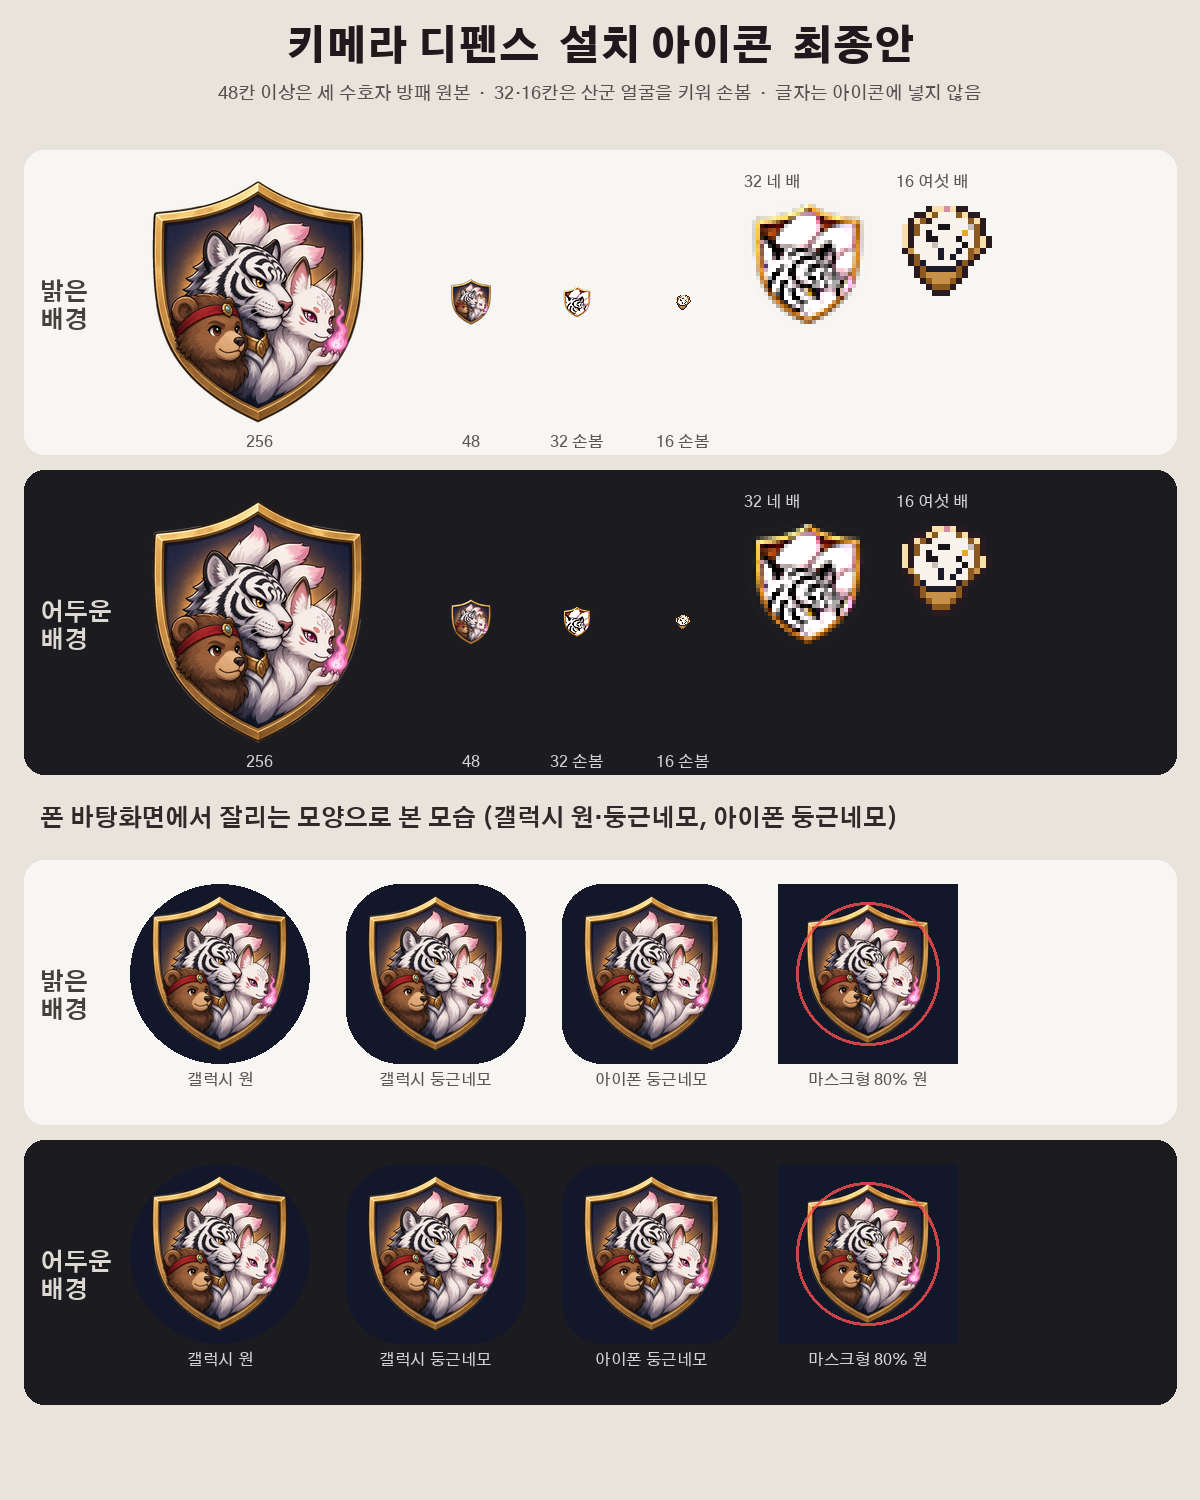 키메라 디펜스 설치 아이콘 최종안
48칸 이상은 세 수호자 방패 원본 · 32·16칸은 산군 얼굴을 키워 손봄 · 글자는 아이콘에 넣지 않음
32 네 배
16 여섯 배
밝은
배경
256
48
32 손봄
16 손봄
32 네 배
16 여섯 배
어두운
배경
256
48
32 손봄
16 손봄
폰 바탕화면에서 잘리는 모양으로 본 모습 (갤럭시 원·둥근네모, 아이폰 둥근네모)
밝은
배경
갤럭시 원
갤럭시 둥근네모
아이폰 둥근네모
마스크형 80% 원
어두운
배경
갤럭시 원
갤럭시 둥근네모
아이폰 둥근네모
마스크형 80% 원